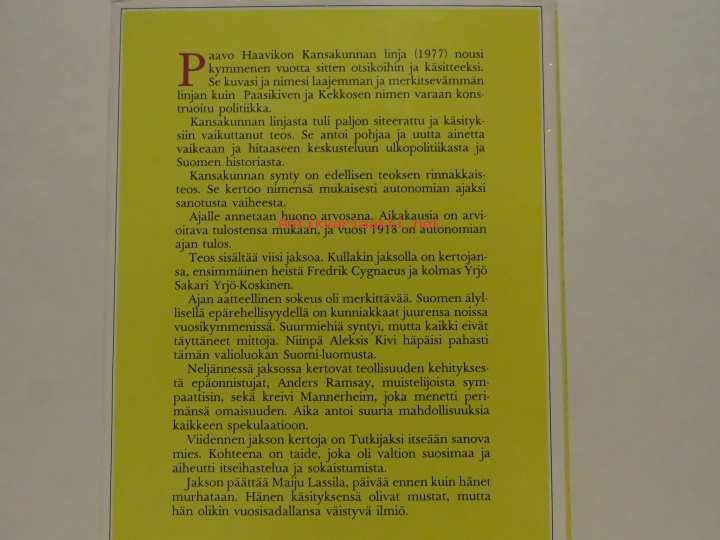 Paavo Haavikon Kansakunnan linja (1977) nousi
kymmenen vuotta sitten otsikoihin ja käsitteeksi.
Se kuvasi ja nimesi laajemman ja merkitsevämmän
linjan kuin Paasikiven ja Kekkosen nimen varaan kons-
truoitu politiikka.
Kansakunnan linjasta tuli paljon siteerattu ja käsityk-
siin vaikuttanut teos. Se antoi pohjaa ja uutta ainetta
vaikeaan ja hitaaseen keskusteluun ulkopolitiikasta ja
Suomen historiasta.
Kansakunnan synty on edellisen teoksen rinnakkais-
teos. Se kertoo nimensä mukaisesti autonomian ajaksi
sanotusta vaiheesta.
Ajalle annetaan huono arvosana. Aikakausia on arvi-
oitava tulostensa mukaan, ja vuosi 1918 on autonomian
ajan tulos.
Teos sisältää viisi jaksoa. Kullakin jaksolla on kertojan-
sa, ensimmäinen heistä Fredrik Cygnaeus ja kolmas Yrjö
Sakari Yrjö-Koskinen.
Ajan aatteellinen sokeus oli merkittävää. Suomen älyl-
lisellä epärehellisyydellä on kunniakkaat juurensa noissa
vuosikymmenissä. Suurmiehiä syntyi, mutta kaikki eivät
täyttäneet mittoja. Niinpä Aleksis Kivi häpäisi pahasti
tämän valioluokan Suomi-luomusta.
Neljännessä jaksossa kertovat teollisuuden kehitykses-
tä epäonnistujat, Anders Ramsay, muistelijoista sym-
paattisin, sekä kreivi Mannerheim, joka menetti peri-
mänsä omaisuuden. Aika antoi suuria mahdollisuuksia
kaikkeen spekulaatioon.
Viidennen jakson kertoja on Tutkijaksi itseään sanova
mies. Kohteena on taide, joka oli valtion suosimaa ja
aiheutti itseihastelua ja sokaistumista.
Jakson päättää Maiju Lassila, päivää ennen kuin hänet
murhataan. Hänen käsityksensä olivat mustat, mutta
hän olikin vuosisadallansa väistyvä ilmiö.